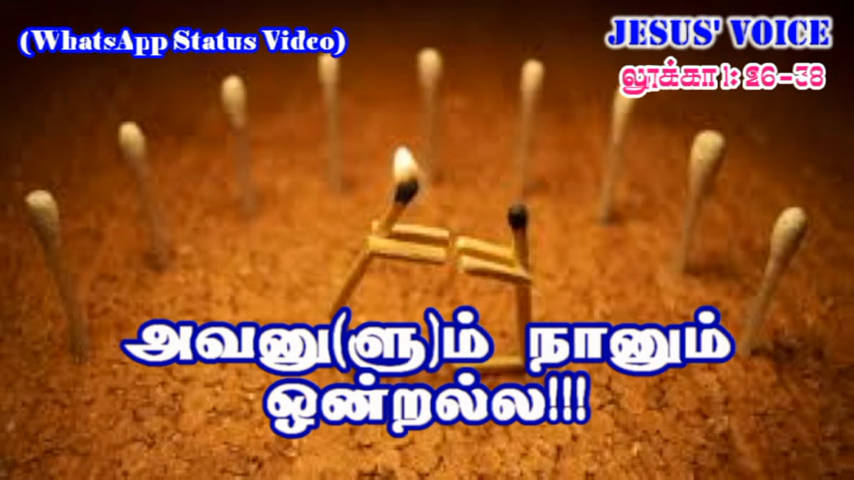 (WhatsApp Status Video)
JESUS' VOICE
லூக்கா 1: 26-38
அவனு(ளு)ம் நானும்
ஒன்றல்ல!!!